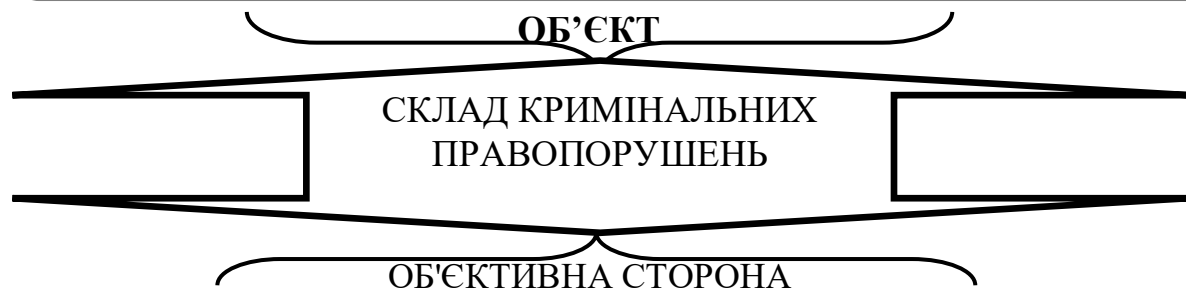 ОБ’ЄКТ
СКЛАД КРИМІНАЛЬНИХ
ПРАВОПОРУШЕНЬ
ОБ'ЄКТИВНА СТОРОНА